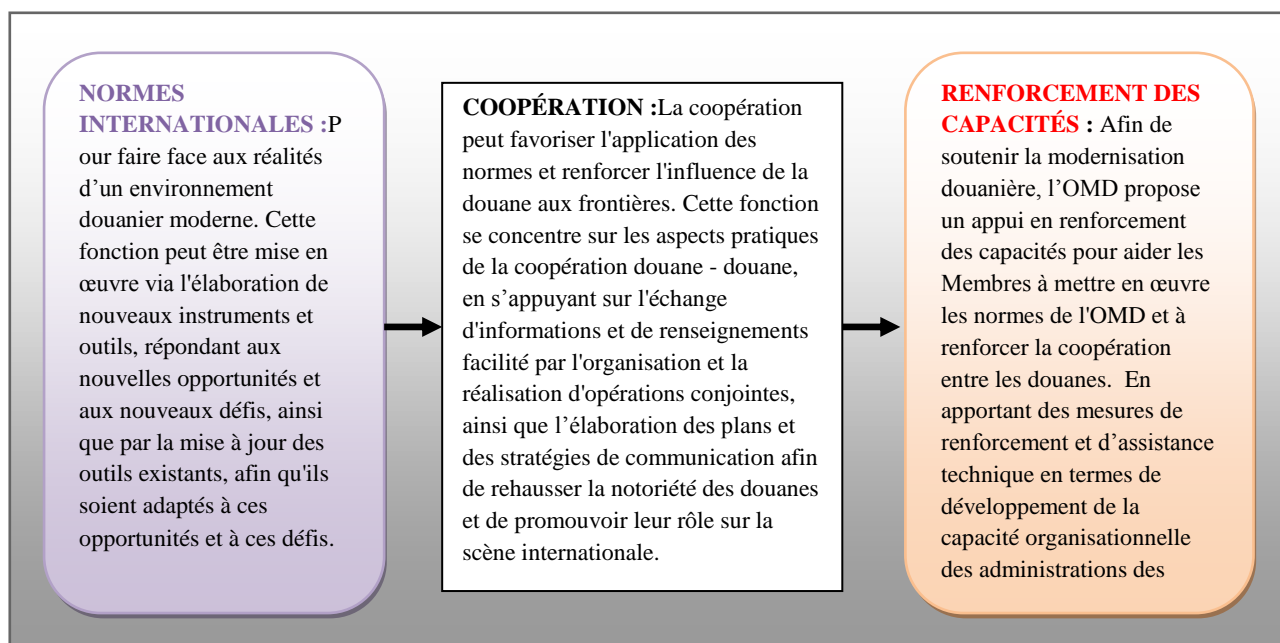 NORMES
INTERNATIONALES :P
our faire face aux réalités
d’un environnement
douanier moderne. Cette
fonction peut être mise en
œuvre via l'élaboration de
nouveaux instruments et
outils, répondant aux
nouvelles opportunités et
aux nouveaux défis, ainsi
que par la mise à jour des
outils existants, afin qu'ils
soient adaptés à ces
opportunités et à ces défis.
COOPÉRATION :La coopération
peut favoriser l'application des
normes et renforcer l'influence de la
douane aux frontières. Cette fonction
se concentre sur les aspects pratiques
de la coopération douane - douane,
en s’appuyant sur l'échange
d'informations et de renseignements
facilité par l'organisation et la
réalisation d'opérations conjointes,
ainsi que l’élaboration des plans et
des stratégies de communication afin
de rehausser la notoriété des douanes
et de promouvoir leur rôle sur la
scène internationale.
RENFORCEMENT DES
CAPACITÉS : Afin de
soutenir la modernisation
douanière, l’OMD propose
un appui en renforcement
des capacités pour aider les
Membres à mettre en œuvre
les normes de l'OMD et à
renforcer la coopération
entre les douanes. En
apportant des mesures de
renforcement et d’assistance
technique en termes de
développement de la
capacité organisationnelle
des administrations des